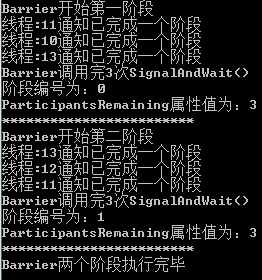 Barrier开始第一阶段
线程:11通知已完成一个阶段
线程:10通知已完成一个阶段
线程:13通知已完成一个阶段
Barrier调用完3次SignalAndWait()
阶段编号为：0
ParticipantsRemaining属性值为：3
**************************
Barrier开始第二阶段
线程:13通知已完成一个阶段
线程:12通知已完成一个阶段
线程:11通知已完成一个阶段
Barrier调用完3次SignalAndWait()
阶段编号为：1
ParticipantsRemaining属性值为：3
**************************
Barrier两个阶段执行完毕